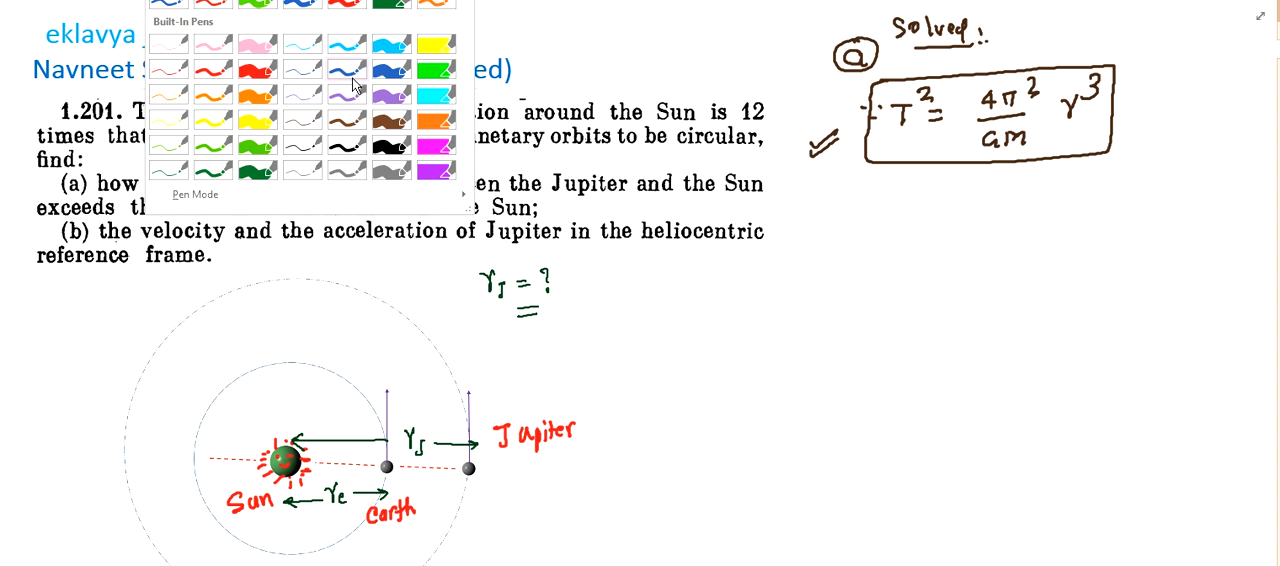 Built-In Pens
eklavya
Navneet S ed)
1.201. T ion around the Sun is 12
times that netary orbits to be circular,
find:
(a) how en the Jupiter and the Sun
exceeds th e Sun;
(b) the velocity and the acceleration of Jupiter in the heliocentric
reference frame.
Pen Mode
r_J = ?
r_J
Jupiter
Sun
r_e
Earth
Solved:
(a)
∴ T² = 4π²/GM r³